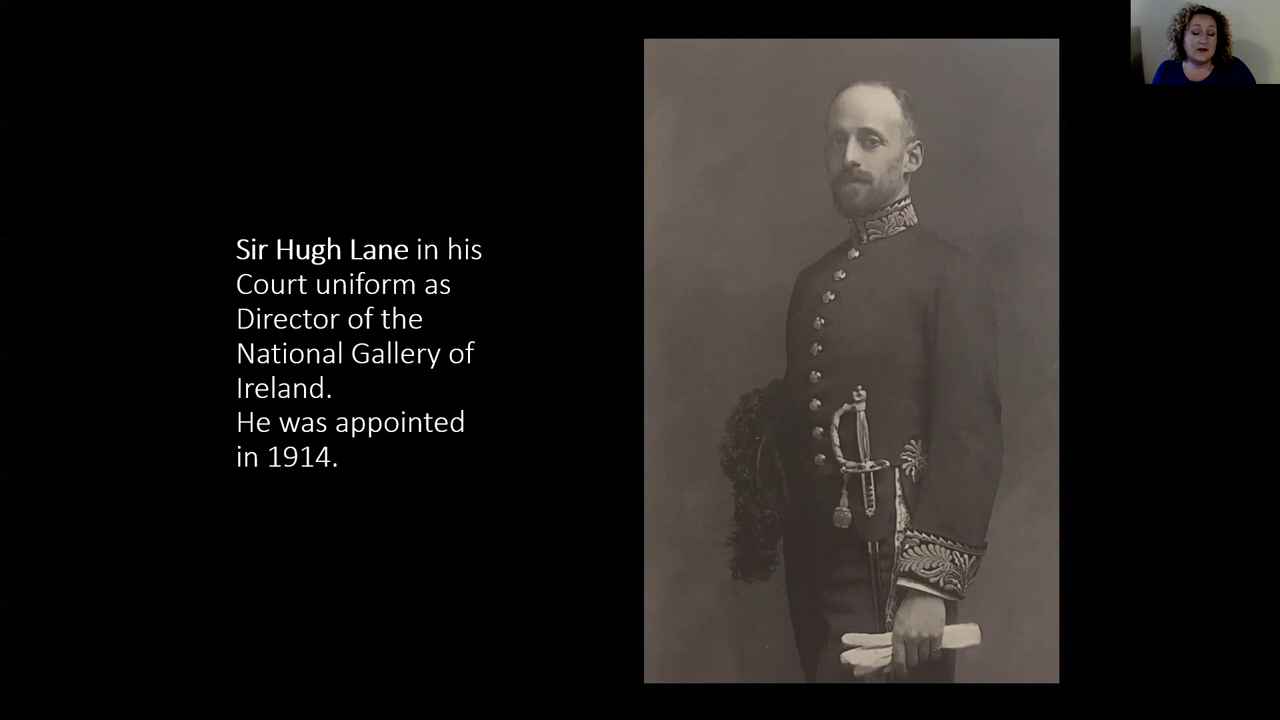 Sir Hugh Lane in his
Court uniform as
Director of the
National Gallery of
Ireland.
He was appointed
in 1914.